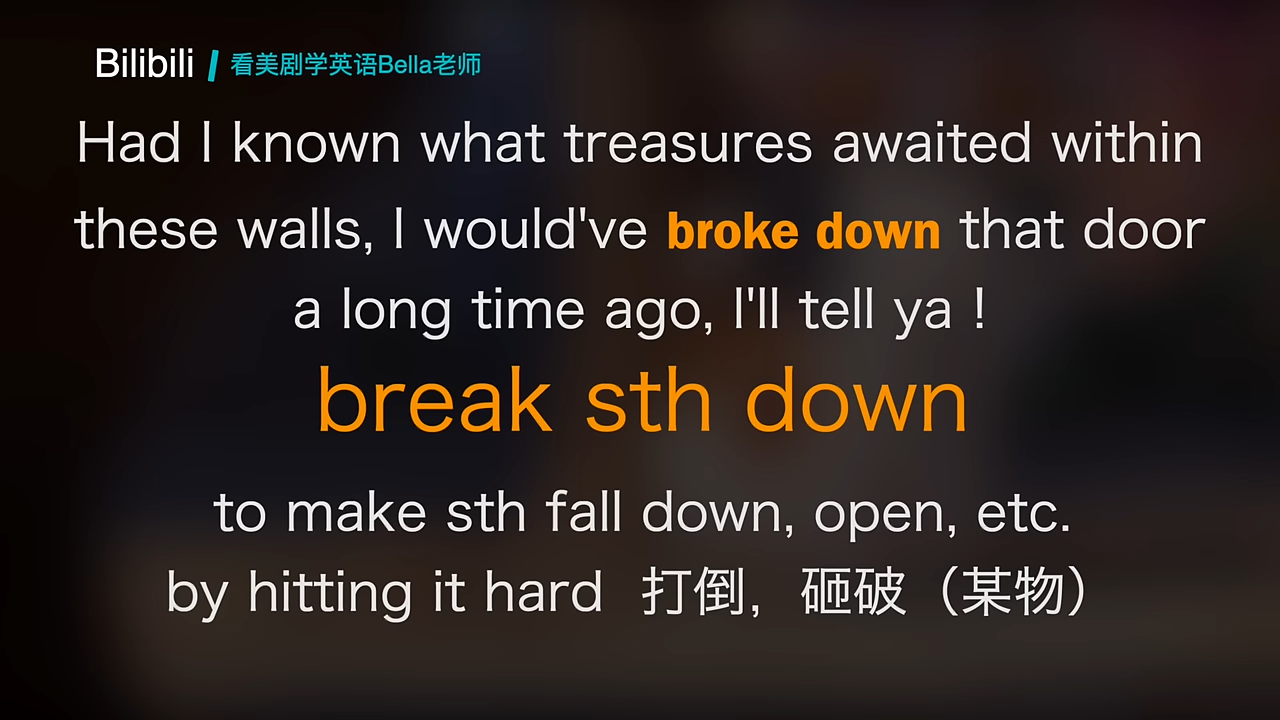 Bilibili / 看美剧学英语Bella老师
Had I known what treasures awaited within
these walls, I would've broke down that door
a long time ago, I'll tell ya !
break sth down
to make sth fall down, open, etc.
by hitting it hard 打倒，砸破（某物）